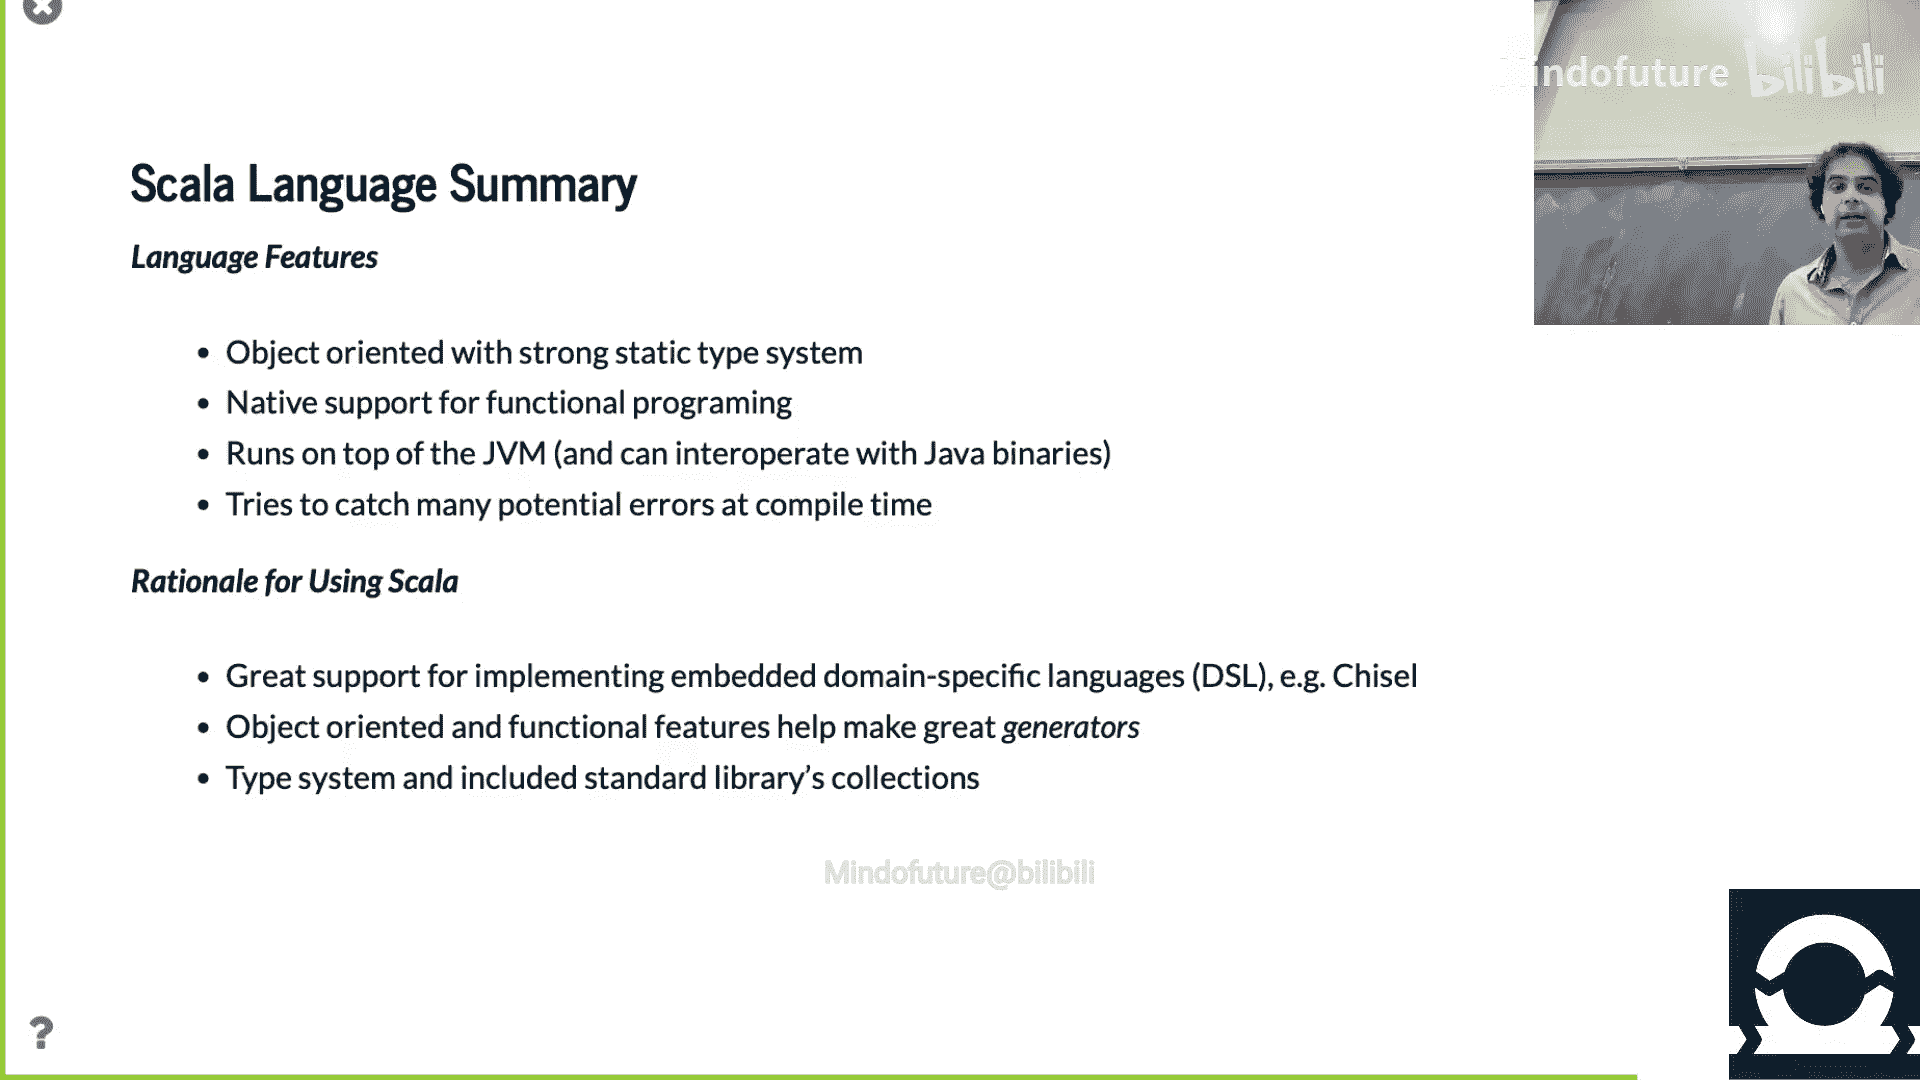 Scala Language Summary
Language Features
• Object oriented with strong static type system
• Native support for functional programing
• Runs on top of the JVM (and can interoperate with Java binaries)
• Tries to catch many potential errors at compile time
Rationale for Using Scala
• Great support for implementing embedded domain-specific languages (DSL), e.g. Chisel
• Object oriented and functional features help make great generators
• Type system and included standard library's collections
Mindofuture bilibili
Mindofuture@bilibili
?